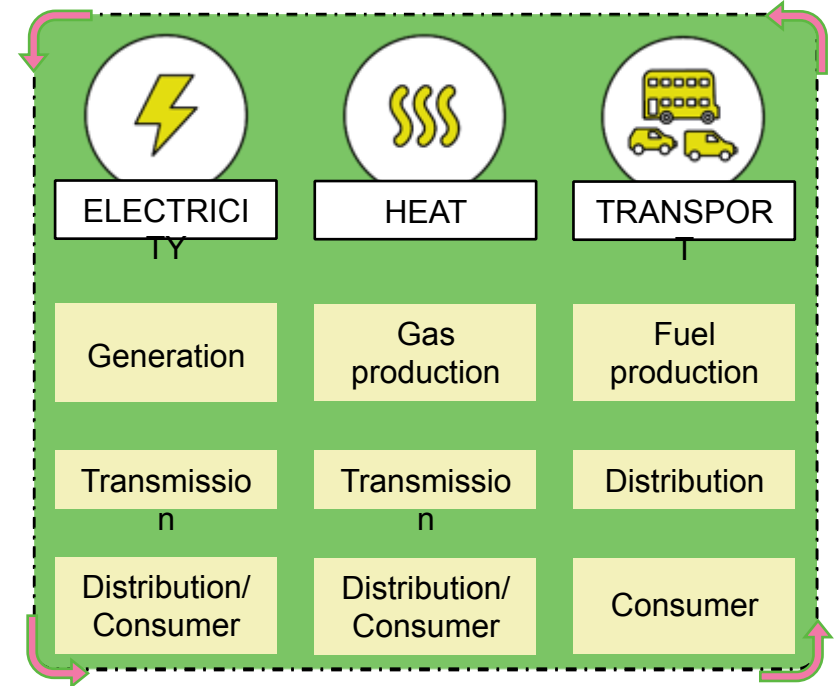 ELECTRICI
TY
HEAT
TRANSPOR
T
Generation
Gas
production
Fuel
production
Transmissio
n
Transmissio
n
Distribution
Distribution/
Consumer
Distribution/
Consumer
Consumer